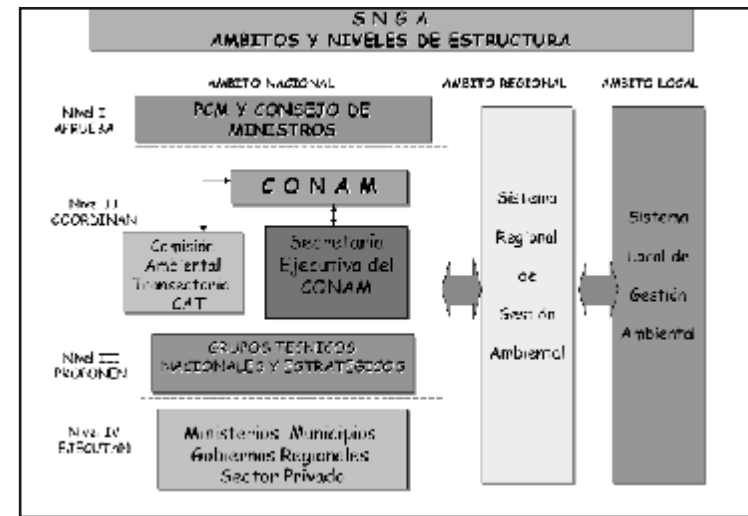 S N G A
AMBITOS Y NIVELES DE ESTRUCTURA
AMBITO NACIONAL
AMBITO REGIONAL
AMBITO LOCAL
Nivel I
APRUEBA
PCM Y CONSEJO DE
MINISTROS
Nivel II
COORDINAN
C O N A M
Comisión
Ambiental
Transectorial
CAT
Secretaría
Ejecutiva del
CONAM
Nivel III
PROPONEN
GRUPOS TECNICOS
NACIONALES Y ESTRATEGICOS
Nivel IV
EJECUTAN
Ministerios Municipios
Gobiernos Regionales
Sector Privado
Sistema
Regional
de
Gestión
Ambiental
Sistema
Local de
Gestión
Ambiental